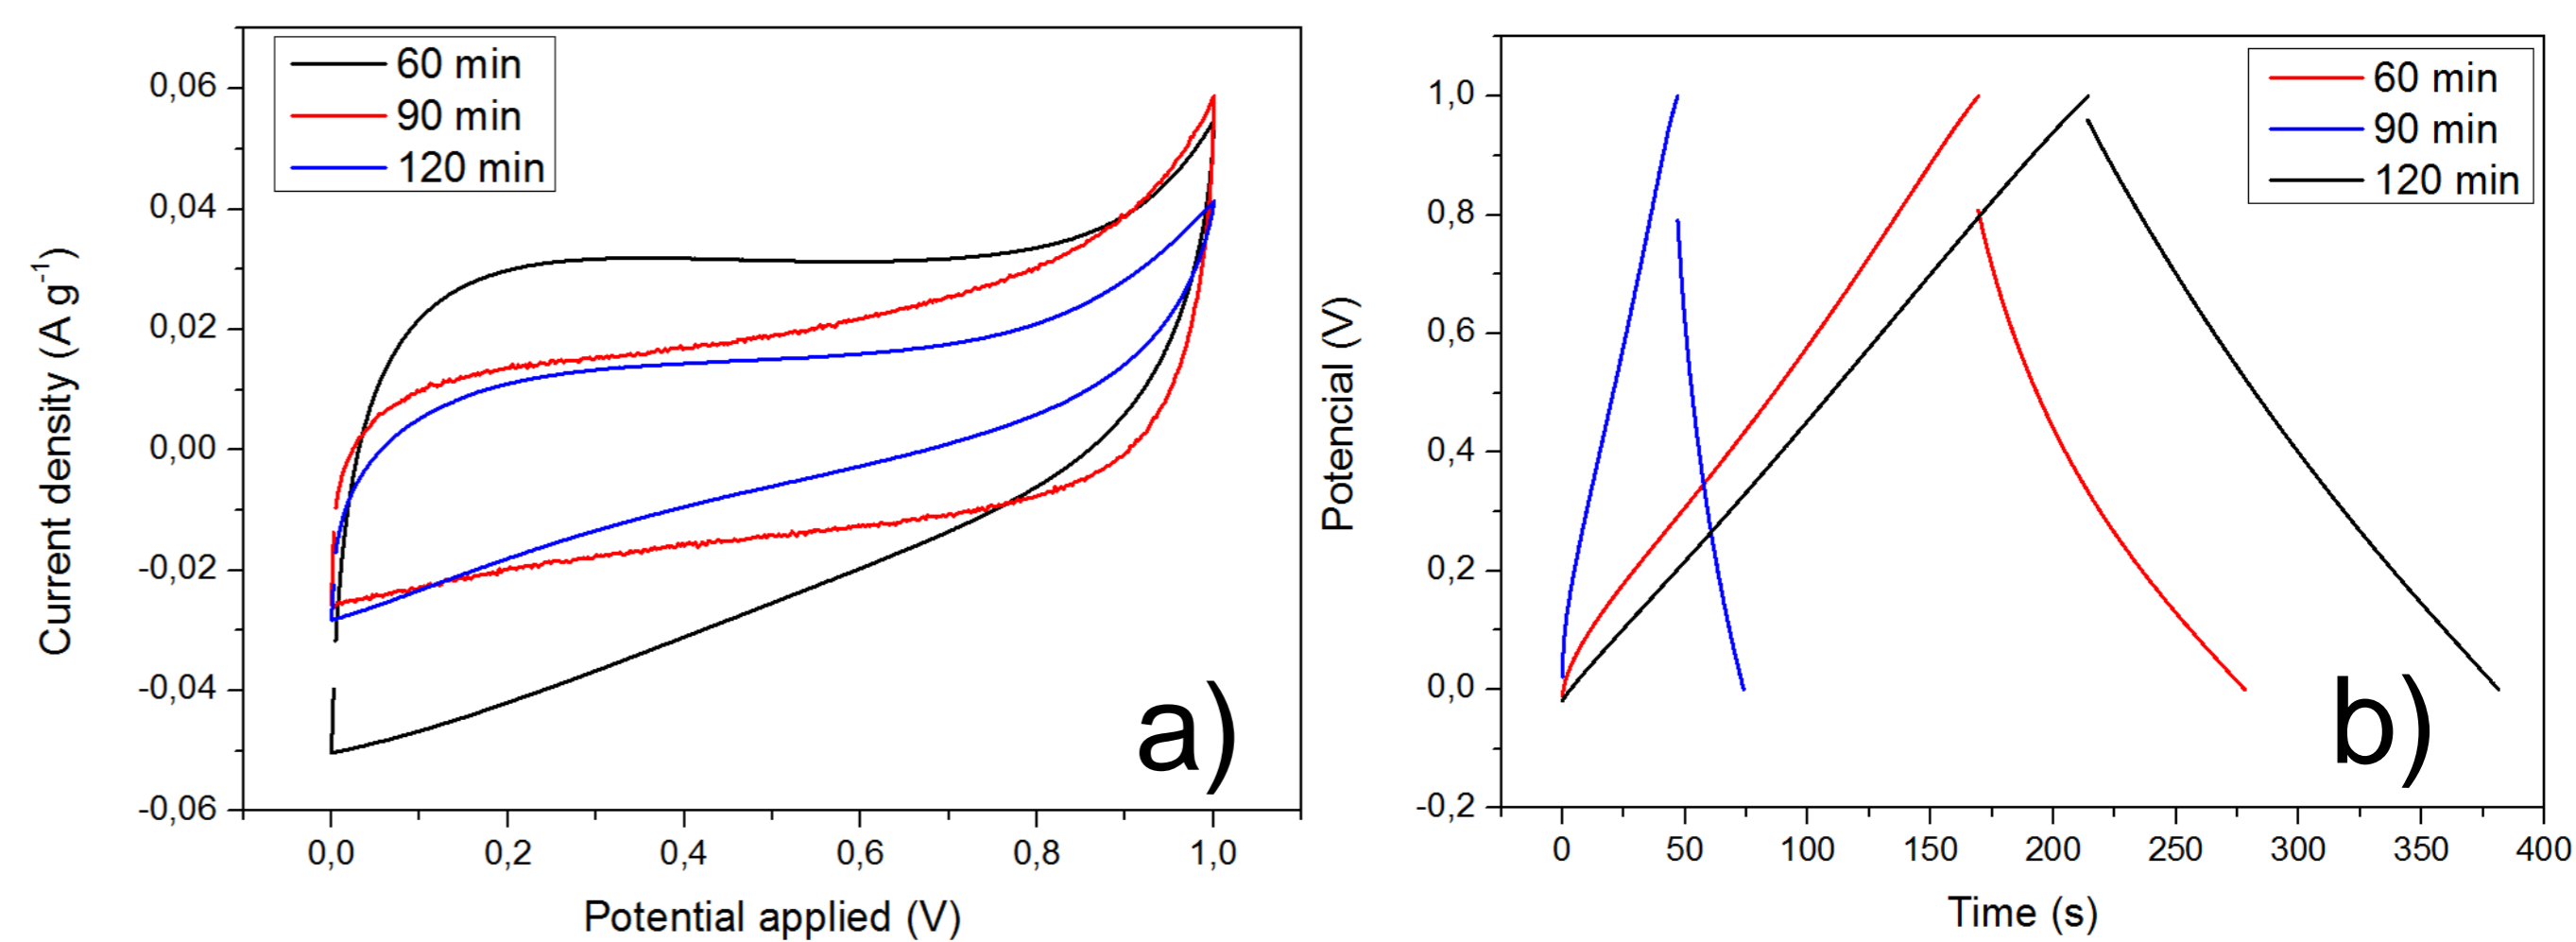 60 min
90 min
120 min
0,06
0,04
0,02
0,00
-0,02
-0,04
-0,06
0,0 0,2 0,4 0,6 0,8 1,0
Current density (A g⁻¹)
Potential applied (V)
a)
60 min
90 min
120 min
1,0
0,8
0,6
0,4
0,2
0,0
-0,2
0 50 100 150 200 250 300 350 400
Potencial (V)
Time (s)
b)